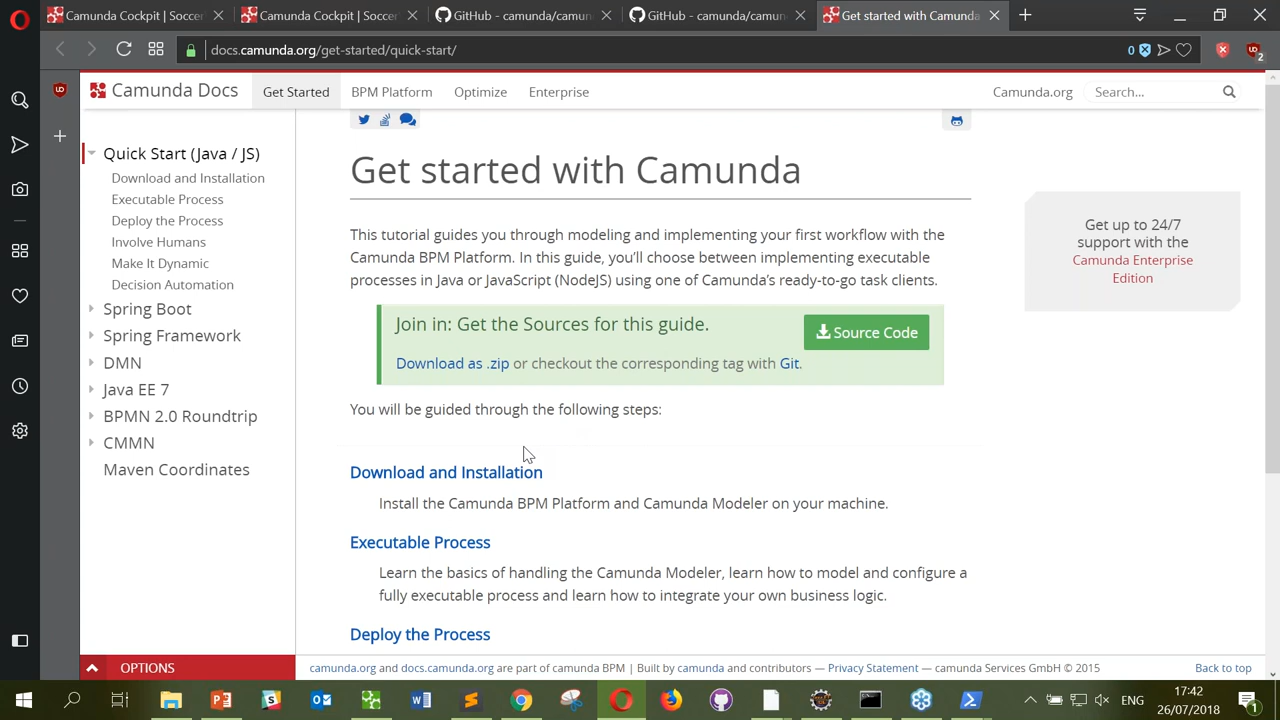 Camunda Cockpit | Soccer
Camunda Cockpit | Soccer
GitHub - camunda/camun
GitHub - camunda/camun
Get started with Camunda
docs.camunda.org/get-started/quick-start/
0
2
Camunda Docs
Get Started
BPM Platform
Optimize
Enterprise
Camunda.org
Search...
Quick Start (Java / JS)
Download and Installation
Executable Process
Deploy the Process
Involve Humans
Make It Dynamic
Decision Automation
Spring Boot
Spring Framework
DMN
Java EE 7
BPMN 2.0 Roundtrip
CMMN
Maven Coordinates
OPTIONS
Get started with Camunda
This tutorial guides you through modeling and implementing your first workflow with the
Camunda BPM Platform. In this guide, you'll choose between implementing executable
processes in Java or JavaScript (NodeJS) using one of Camunda's ready-to-go task clients.
Join in: Get the Sources for this guide.
Source Code
Download as .zip or checkout the corresponding tag with Git.
You will be guided through the following steps:
Download and Installation
Install the Camunda BPM Platform and Camunda Modeler on your machine.
Executable Process
Learn the basics of handling the Camunda Modeler, learn how to model and configure a
fully executable process and learn how to integrate your own business logic.
Deploy the Process
Get up to 24/7
support with the
Camunda Enterprise
Edition
camunda.org and docs.camunda.org are part of camunda BPM | Built by camunda and contributors — Privacy Statement — camunda Services GmbH © 2015
Back to top
ENG
17:42
26/07/2018
1